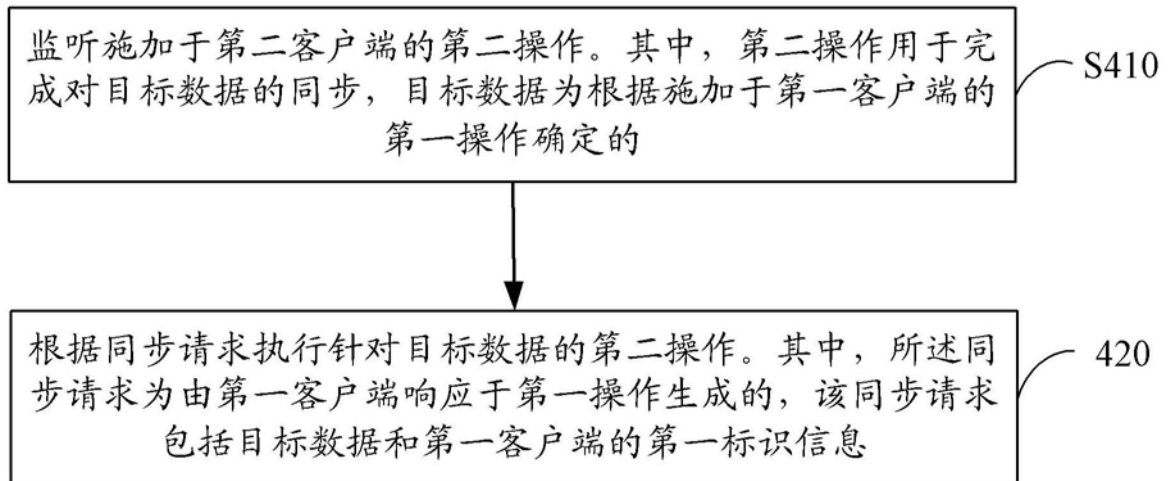 监听施加于第二客户端的第二操作。其中，第二操作用于完
成对目标数据的同步，目标数据为根据施加于第一客户端的
第一操作确定的
S410
根据同步请求执行针对目标数据的第二操作。其中，所述同
步请求为由第一客户端响应于第一操作生成的，该同步请求
包括目标数据和第一客户端的第一标识信息
420